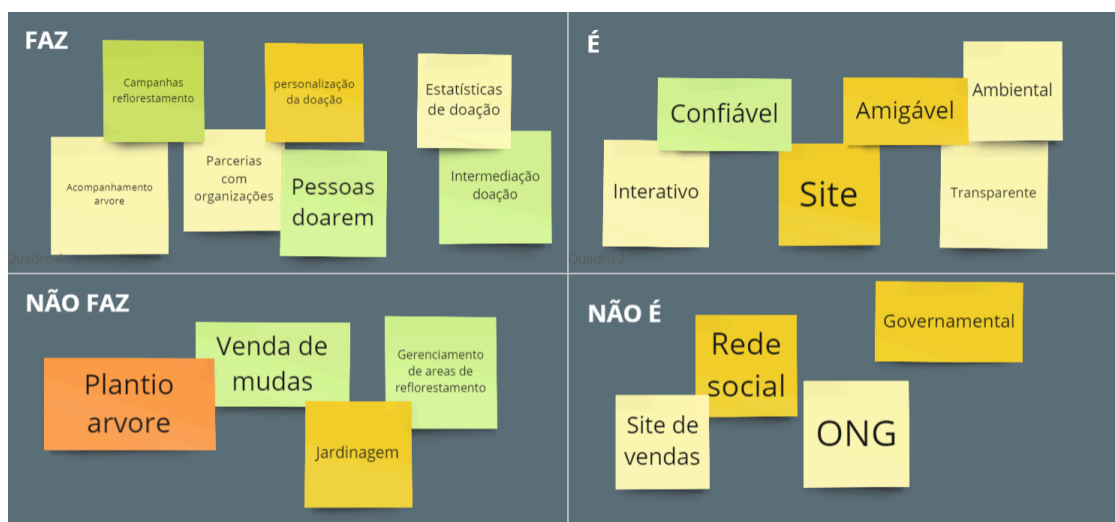 FAZ
Campanhas
reflorestamento
personalização
da doação
Estatísticas
de doação
Acompanhamento
arvore
Parcerias
com
organizações
Pessoas
doarem
Intermediação
doação
Quadro 4
É
Confiável
Amigável
Ambiental
Interativo
Site
Transparente
Quadro 2
NÃO FAZ
Plantio
arvore
Venda de
mudas
Gerenciamento
de areas de
reflorestamento
Jardinagem
NÃO É
Governamental
Rede
social
Site de
vendas
ONG